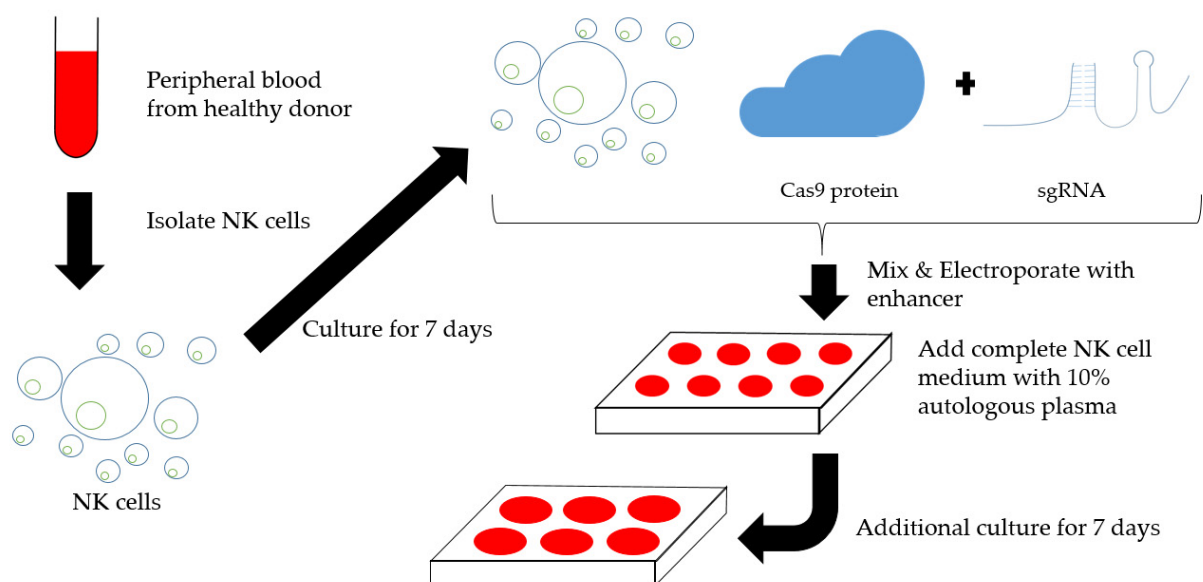 Peripheral blood
from healthy donor
Isolate NK cells
NK cells
Culture for 7 days
Cas9 protein
sgRNA
Mix & Electroporate with
enhancer
Add complete NK cell
medium with 10%
autologous plasma
Additional culture for 7 days